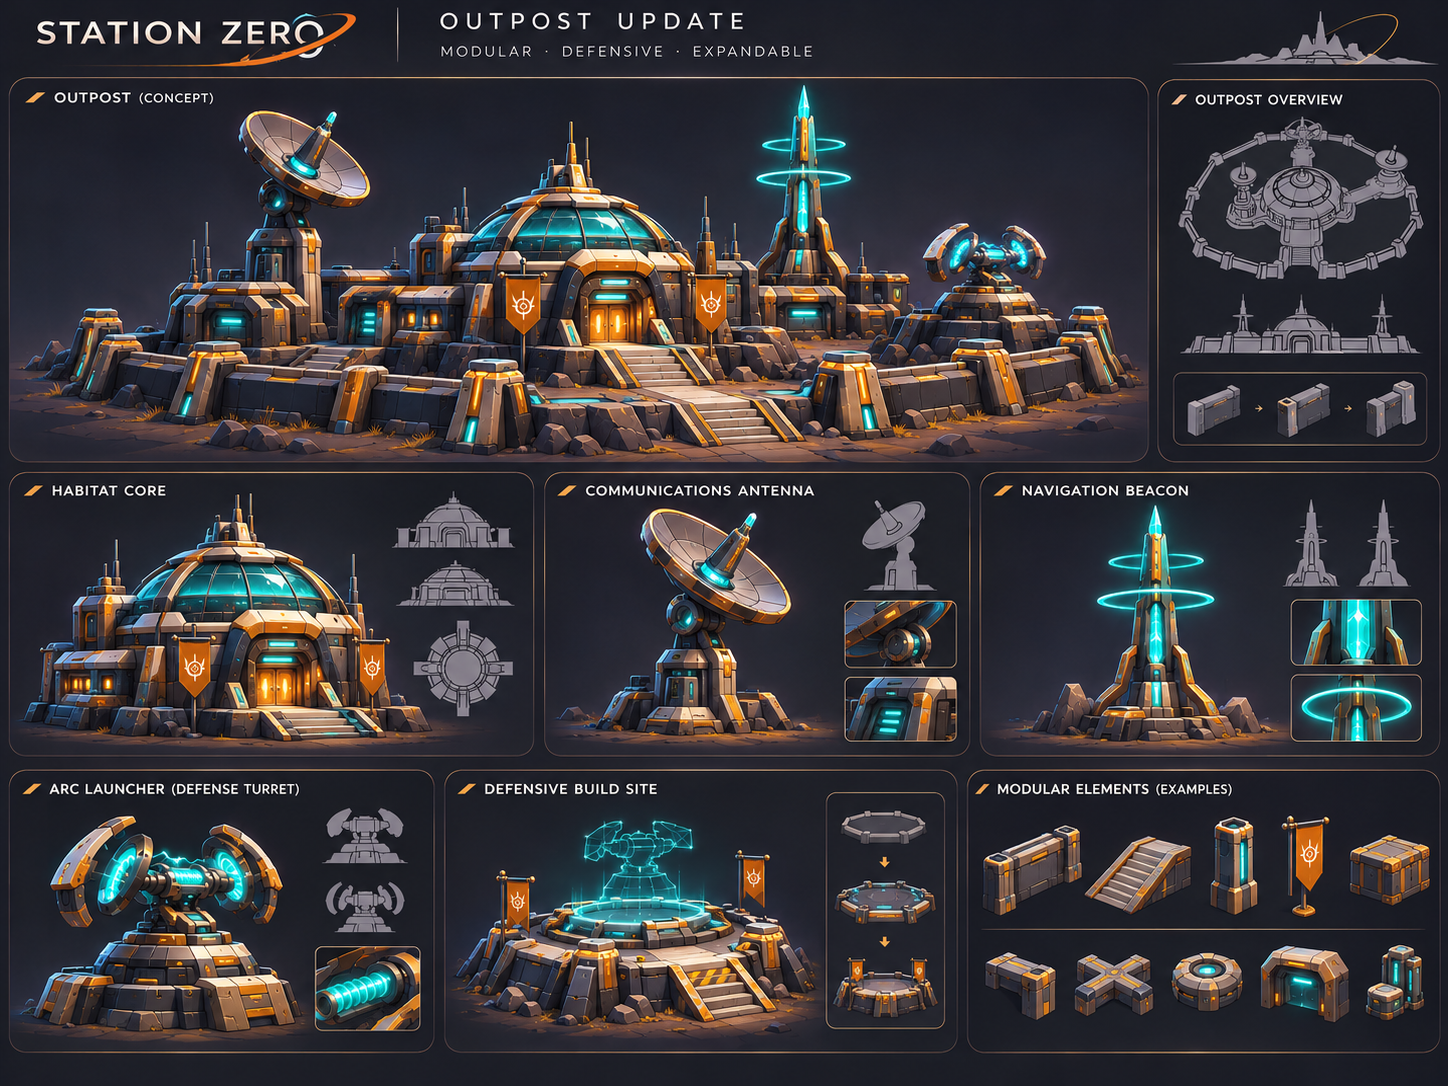 STATION ZERO
OUTPOST UPDATE
MODULAR · DEFENSIVE · EXPANDABLE
OUTPOST (CONCEPT)
OUTPOST OVERVIEW
HABITAT CORE
COMMUNICATIONS ANTENNA
NAVIGATION BEACON
ARC LAUNCHER (DEFENSE TURRET)
DEFENSIVE BUILD SITE
MODULAR ELEMENTS (EXAMPLES)